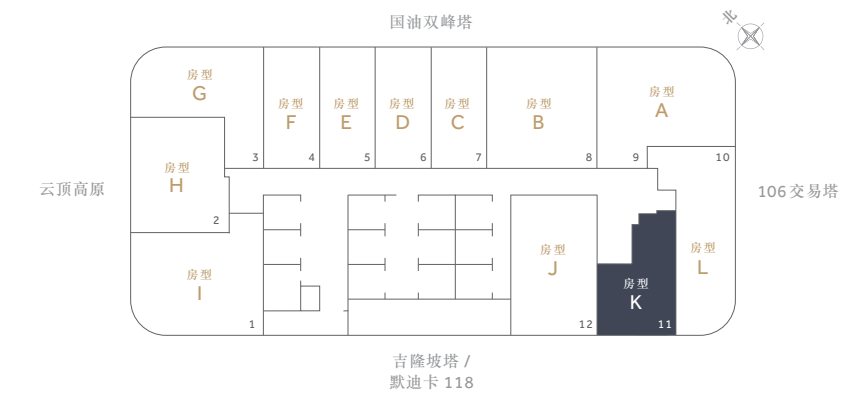 国油双峰塔
北
房型
G
房型
F
房型
E
房型
D
房型
C
房型
B
房型
A
3
4
5
6
7
8
9
10
房型
H
2
云顶高原
106交易塔
房型
I
1
房型
J
12
房型
K
11
房型
L
吉隆坡塔 /
默迪卡 118